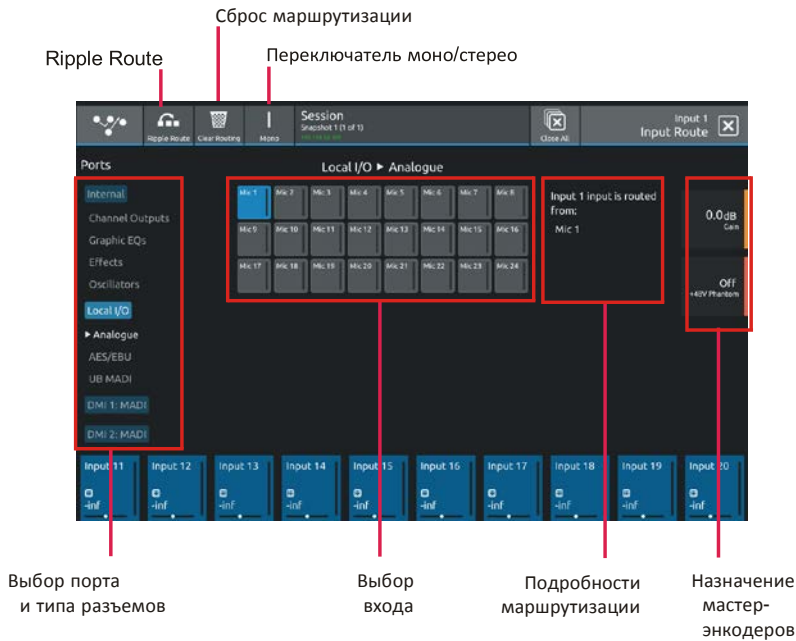 Сброс маршрутизации
Ripple Route
Переключатель моно/стерео
Ripple Route
Clear Routing
Mono
Session
Snapshot 1 (1 of 1)
Close All
Input 1
Input Route
Ports
Local I/O ▸ Analogue
Internal
Channel Outputs
Graphic EQs
Effects
Oscillators
Local I/O
▸ Analogue
AES/EBU
UB MADI
DMI 1: MADI
DMI 2: MADI
Mic 1 Mic 2 Mic 3 Mic 4 Mic 5 Mic 6 Mic 7 Mic 8
Mic 9 Mic 10 Mic 11 Mic 12 Mic 13 Mic 14 Mic 15 Mic 16
Mic 17 Mic 18 Mic 19 Mic 20 Mic 21 Mic 22 Mic 23 Mic 24
Input 1 input is routed
from:
Mic 1
0.0dB
Gain
Off
+48V Phantom
Input 11 Input 12 Input 13 Input 14 Input 15 Input 16 Input 17 Input 18 Input 19 Input 20
-inf -inf -inf -inf -inf -inf -inf -inf -inf -inf
Выбор порта
и типа разъемов
Выбор
входа
Подробности
маршрутизации
Назначение
мастер-
энкодеров